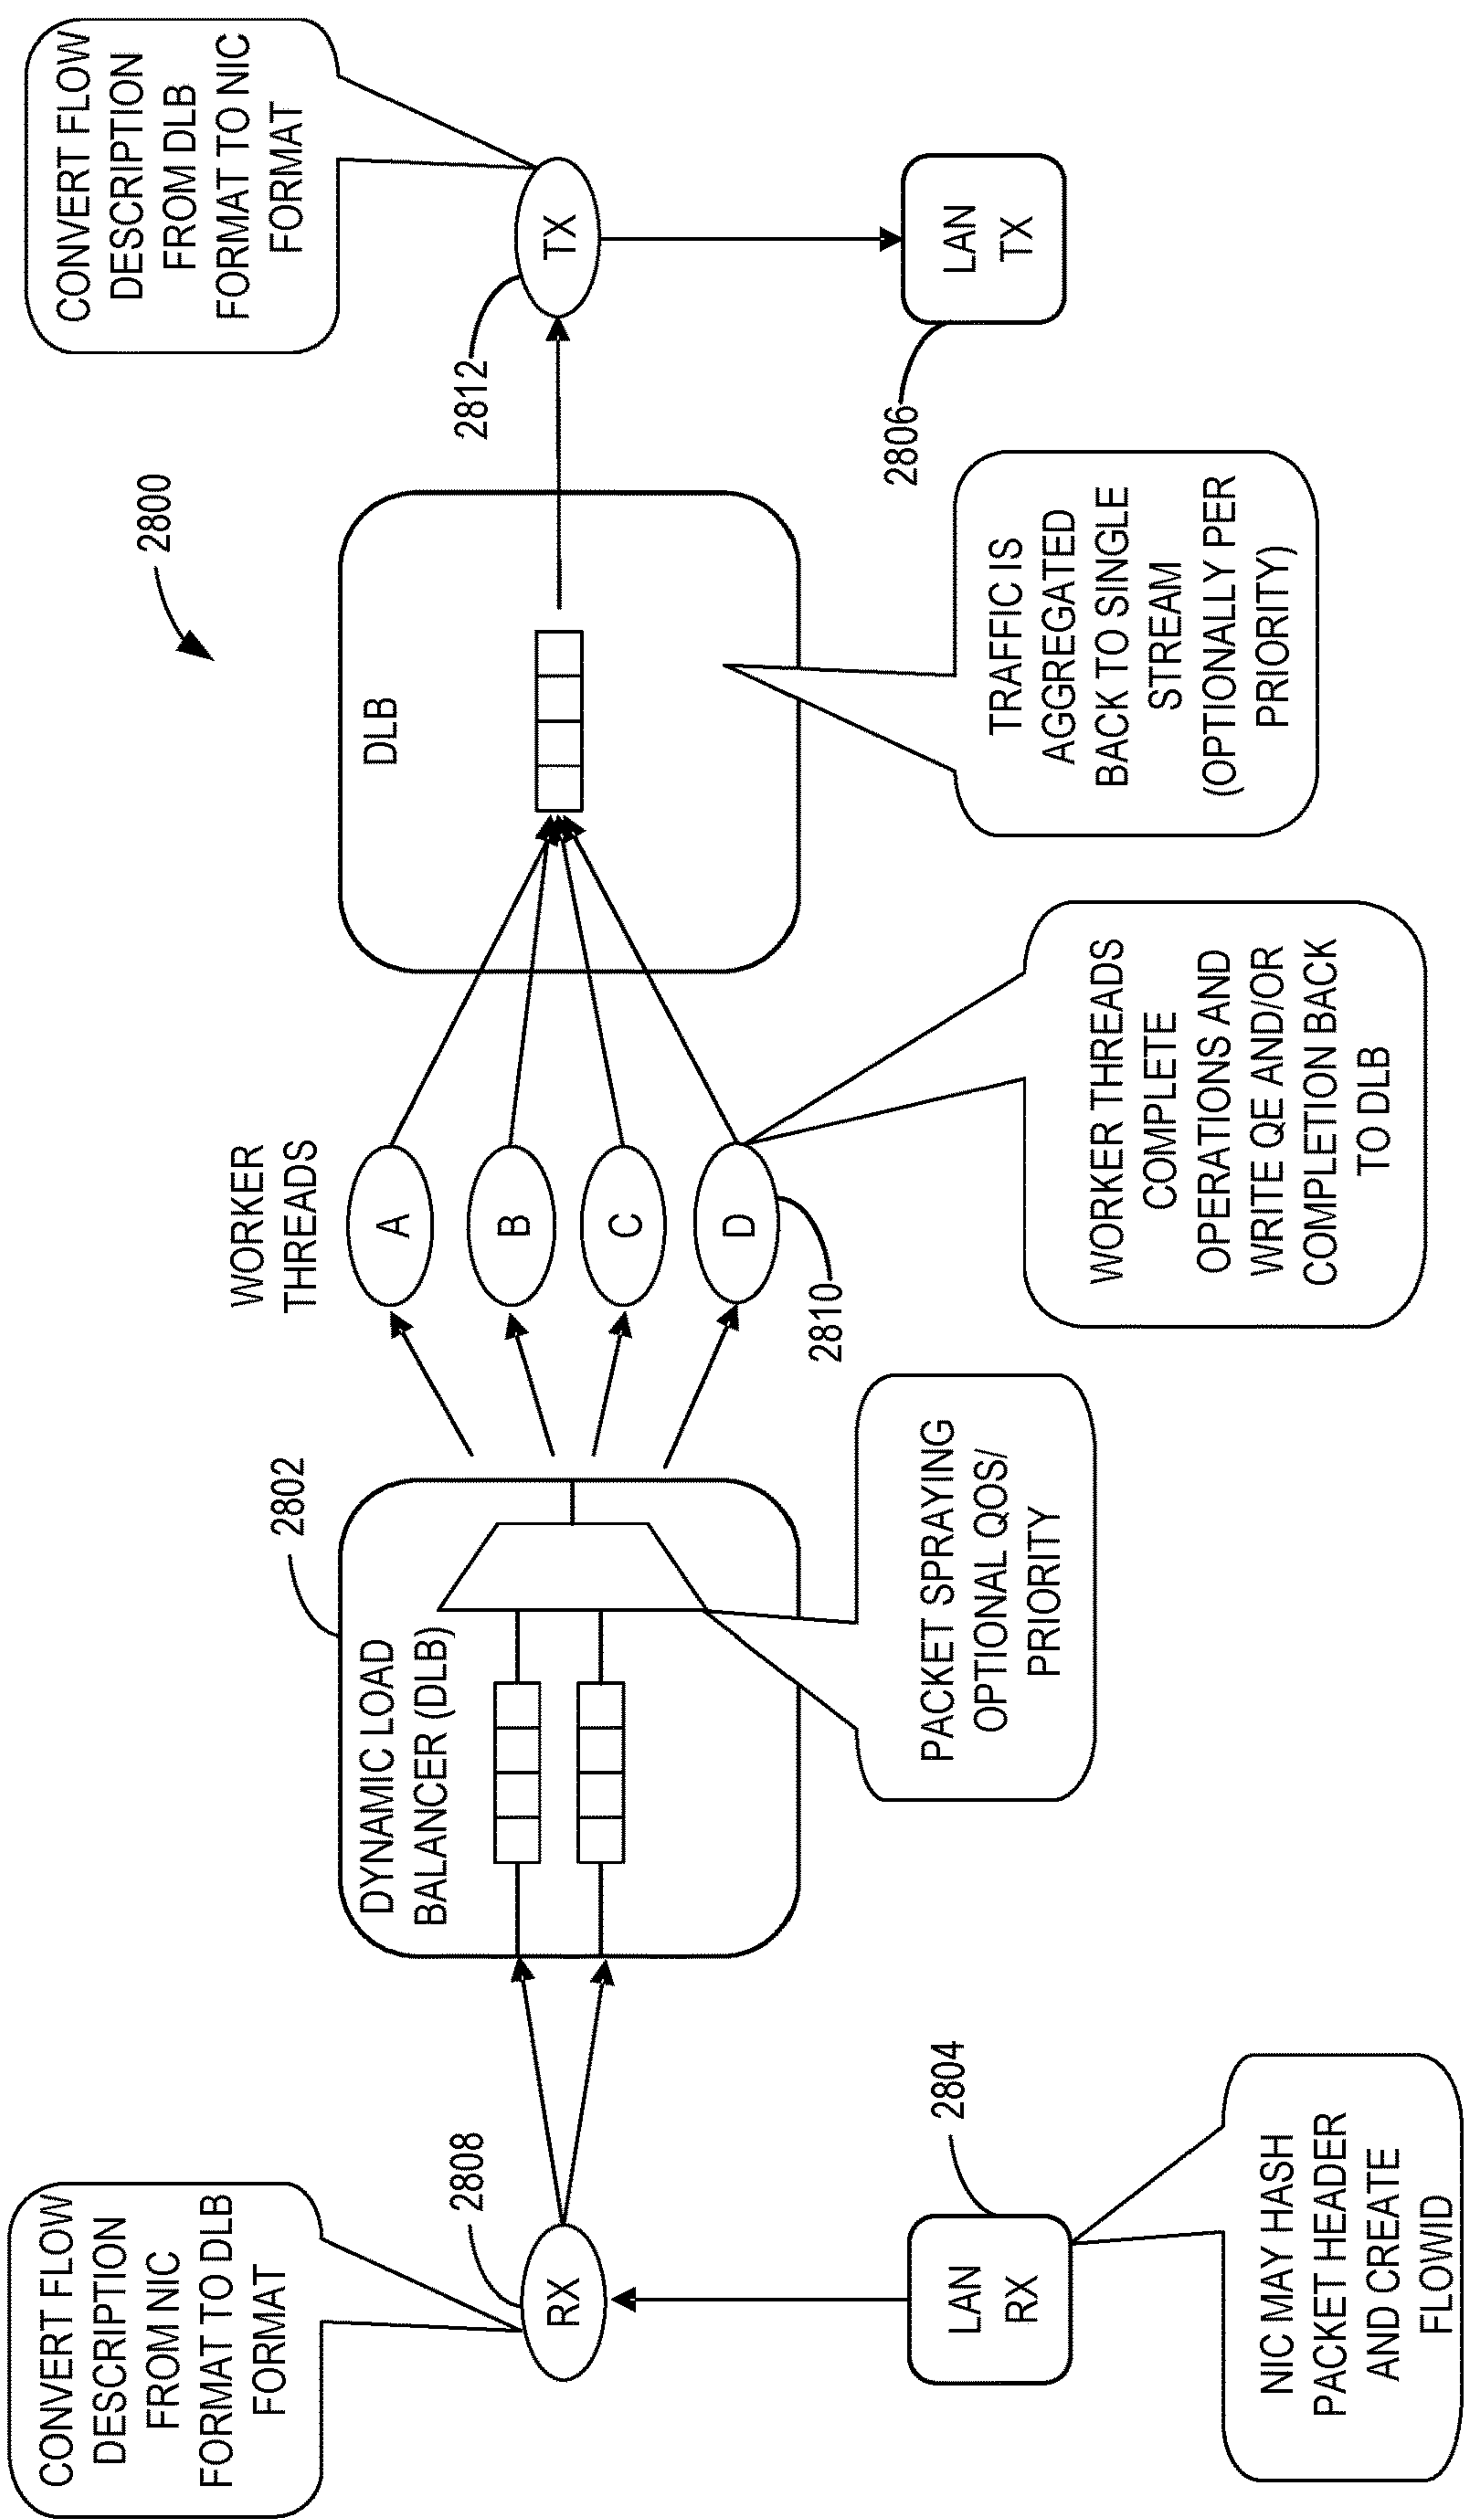 2800
CONVERT FLOW
DESCRIPTION
FROM NIC
FORMAT TO DLB
FORMAT
2808
RX
LAN
RX
2804
NIC MAY HASH
PACKET HEADER
AND CREATE
FLOWID
2802
DYNAMIC LOAD
BALANCER (DLB)
PACKET SPRAYING
OPTIONAL QOS/
PRIORITY
WORKER
THREADS
A
B
C
D
2810
WORKER THREADS
COMPLETE
OPERATIONS AND
WRITE QE AND/OR
COMPLETION BACK
TO DLB
DLB
TRAFFIC IS
AGGREGATED
BACK TO SINGLE
STREAM
(OPTIONALLY PER
PRIORITY)
CONVERT FLOW
DESCRIPTION
FROM DLB
FORMAT TO NIC
FORMAT
2812
TX
2806
LAN
TX